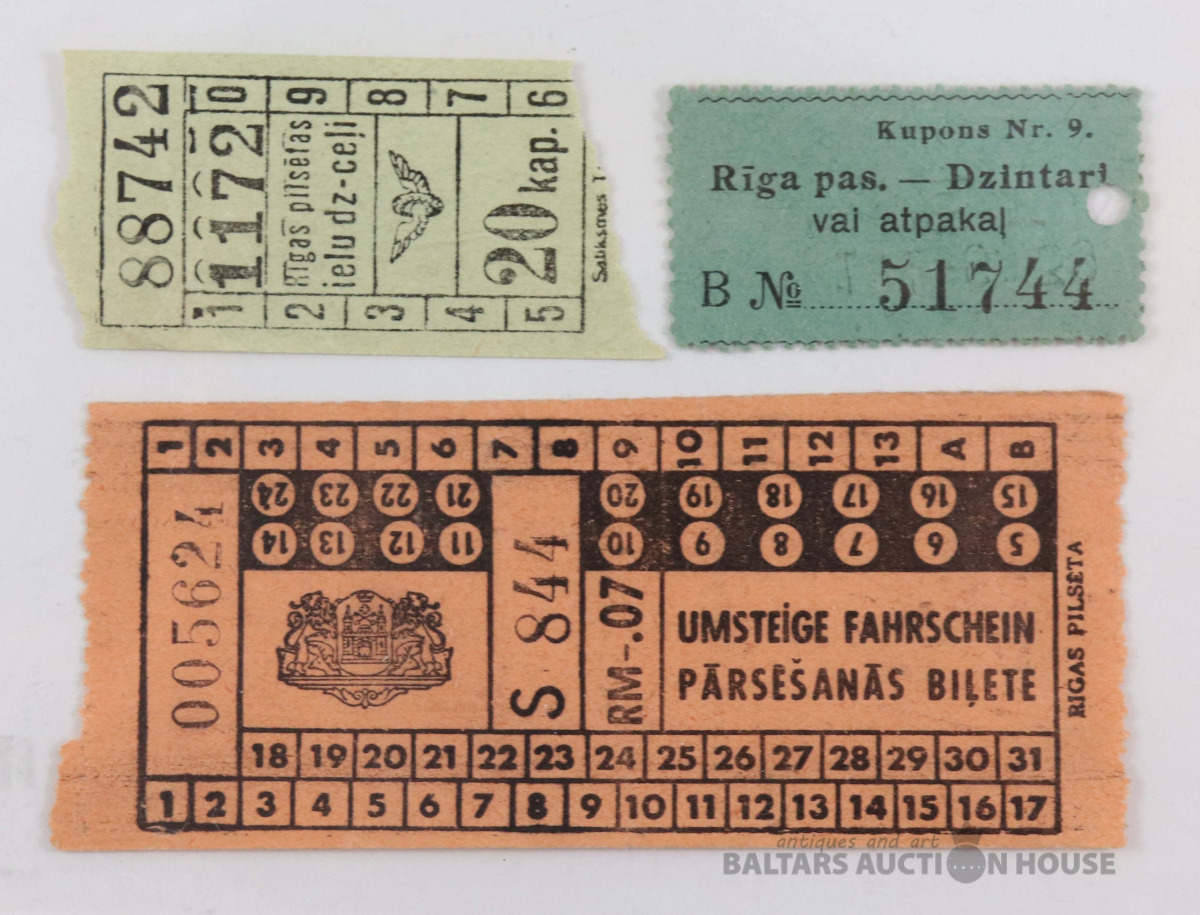 88742
11172
10 9 8 7 6
Rīgas pilsētas
ielu dz-ceļi
20 kap.
1 2 3 4 5
Kupons Nr. 9.
Rīga pas. — Dzintari
vai atpakaļ
B № 51744
1 2 3 4 5 6 7 8 9 10 11 12 13 A B
24 23 22 21 20 19 18 17 16 15
14 13 12 11 10 9 8 7 6 5
005624
S 844
RM-.07
UMSTEIGE FAHRSCHEIN
PĀRSĒŠANĀS BIĻETE
RĪGAS PILSĒTA
18 19 20 21 22 23 24 25 26 27 28 29 30 31
1 2 3 4 5 6 7 8 9 10 11 12 13 14 15 16 17
antiques and art
BALTARS AUCTION HOUSE